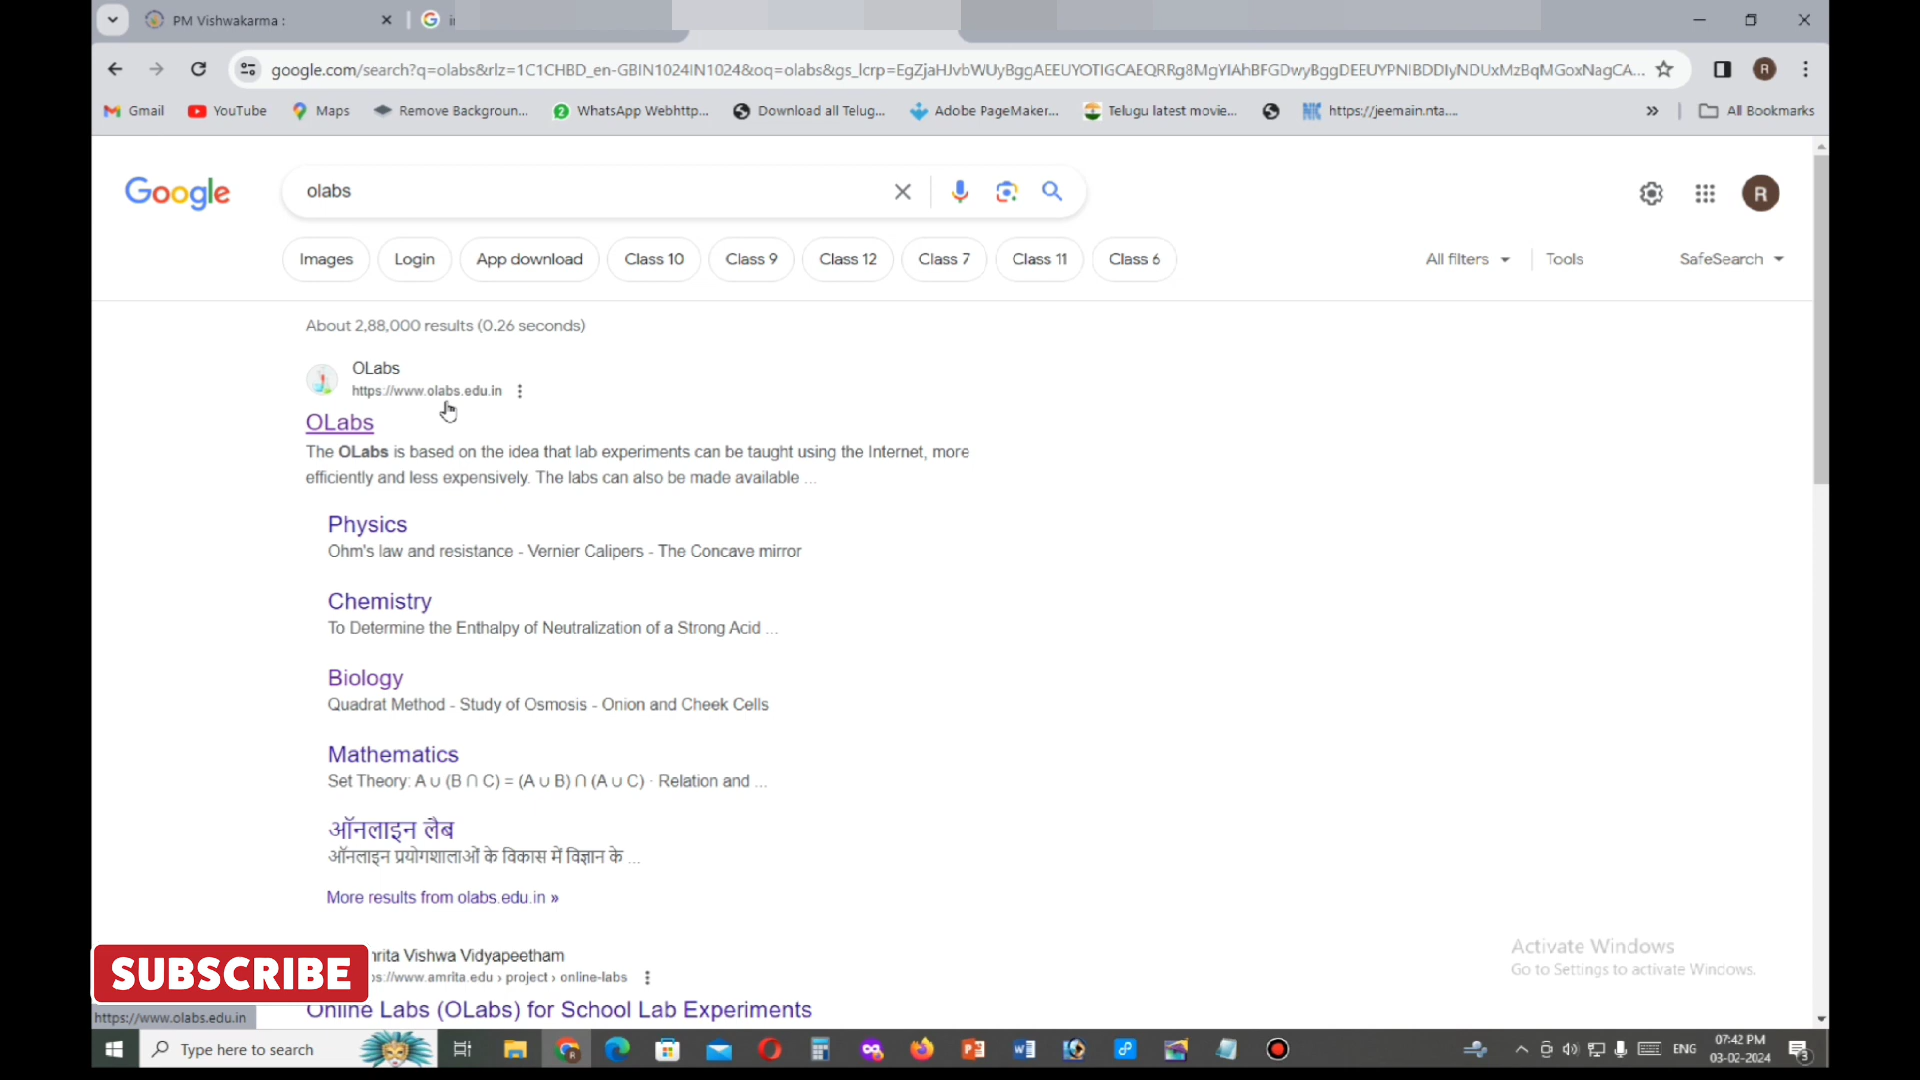 PM Vishwakarma :
google.com/search?q=olabs&rlz=1C1CHBD_en-GBIN1024IN1024&oq=olabs&gs_lcrp=EgZjaHJvbWUyBggAEEUYOTIGCAEQRRg8MgYIAhBFGDwyBggDEEUYPNIBDDIyNDUxMzBqMGoxNagCA...
R
Gmail
YouTube
Maps
Remove Backgroun...
WhatsApp Webhttp...
Download all Telug...
Adobe PageMaker...
Telugu latest movie...
https://jeemain.nta....
»
All Bookmarks
Google
olabs
R
Images
Login
App download
Class 10
Class 9
Class 12
Class 7
Class 11
Class 6
All filters
Tools
SafeSearch
About 2,88,000 results (0.26 seconds)
OLabs
https://www.olabs.edu.in
OLabs
The OLabs is based on the idea that lab experiments can be taught using the Internet, more
efficiently and less expensively. The labs can also be made available ...
Physics
Ohm's law and resistance - Vernier Calipers - The Concave mirror
Chemistry
To Determine the Enthalpy of Neutralization of a Strong Acid ...
Biology
Quadrat Method - Study of Osmosis - Onion and Cheek Cells
Mathematics
Set Theory: A ∪ (B ∩ C) = (A ∪ B) ∩ (A ∪ C) · Relation and ...
ऑनलाइन लैब
ऑनलाइन प्रयोगशालाओं के विकास में विज्ञान के ...
More results from olabs.edu.in »
rita Vishwa Vidyapeetham
s://www.amrita.edu › project › online-labs
Online Labs (OLabs) for School Lab Experiments
SUBSCRIBE
https://www.olabs.edu.in
Activate Windows
Go to Settings to activate Windows.
Type here to search
ENG
07:42 PM
03-02-2024
3